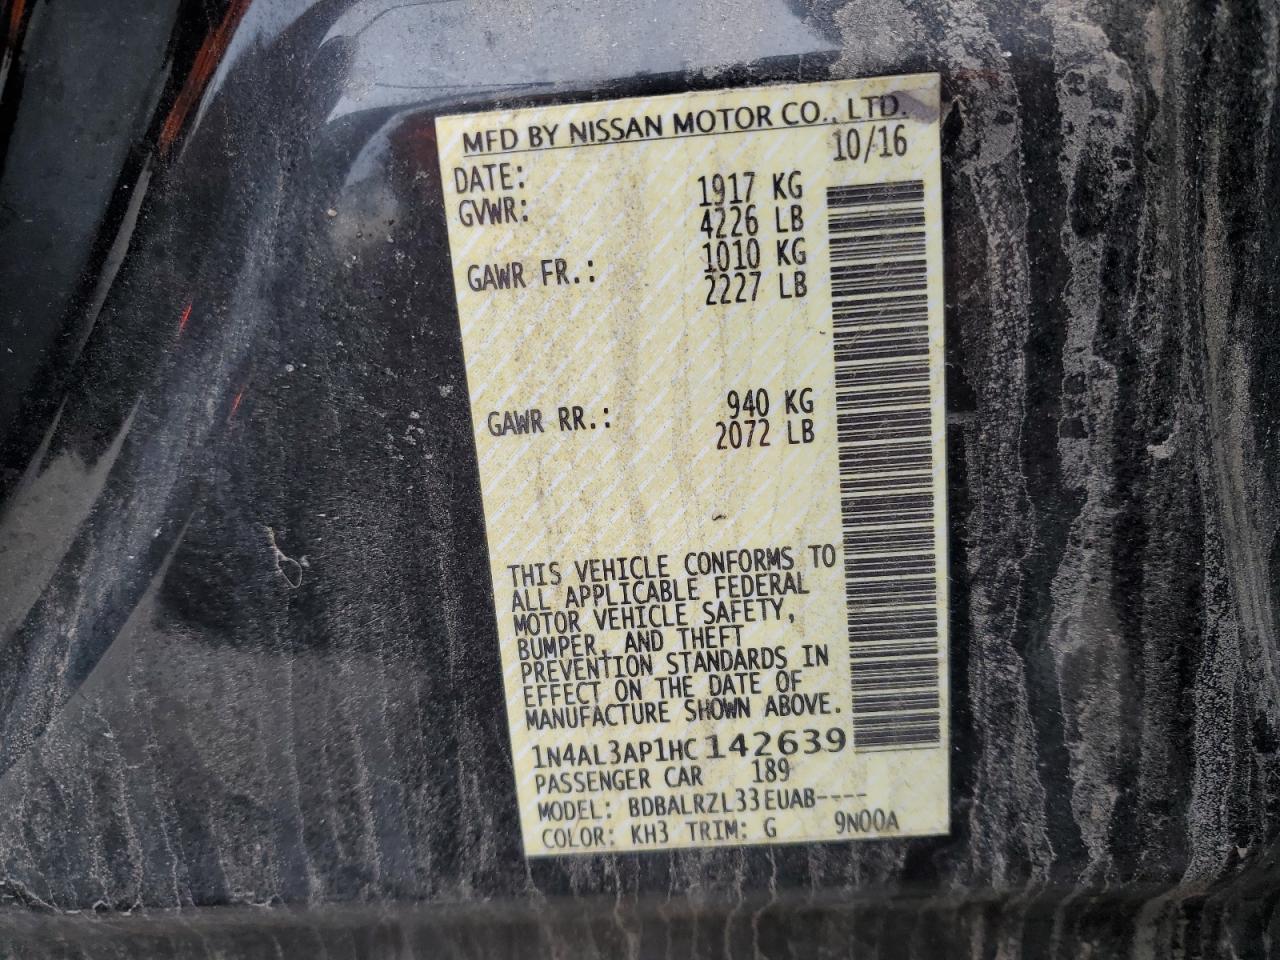 MFD BY NISSAN MOTOR CO., LTD.
DATE: 10/16
GVWR: 1917 KG
4226 LB
GAWR FR.: 1010 KG
2227 LB
GAWR RR.: 940 KG
2072 LB
THIS VEHICLE CONFORMS TO
ALL APPLICABLE FEDERAL
MOTOR VEHICLE SAFETY,
BUMPER, AND THEFT
PREVENTION STANDARDS IN
EFFECT ON THE DATE OF
MANUFACTURE SHOWN ABOVE.
1N4AL3AP1HC142639
PASSENGER CAR 189
MODEL: BDBALRZL33EUAB----
COLOR: KH3 TRIM: G 9N00A